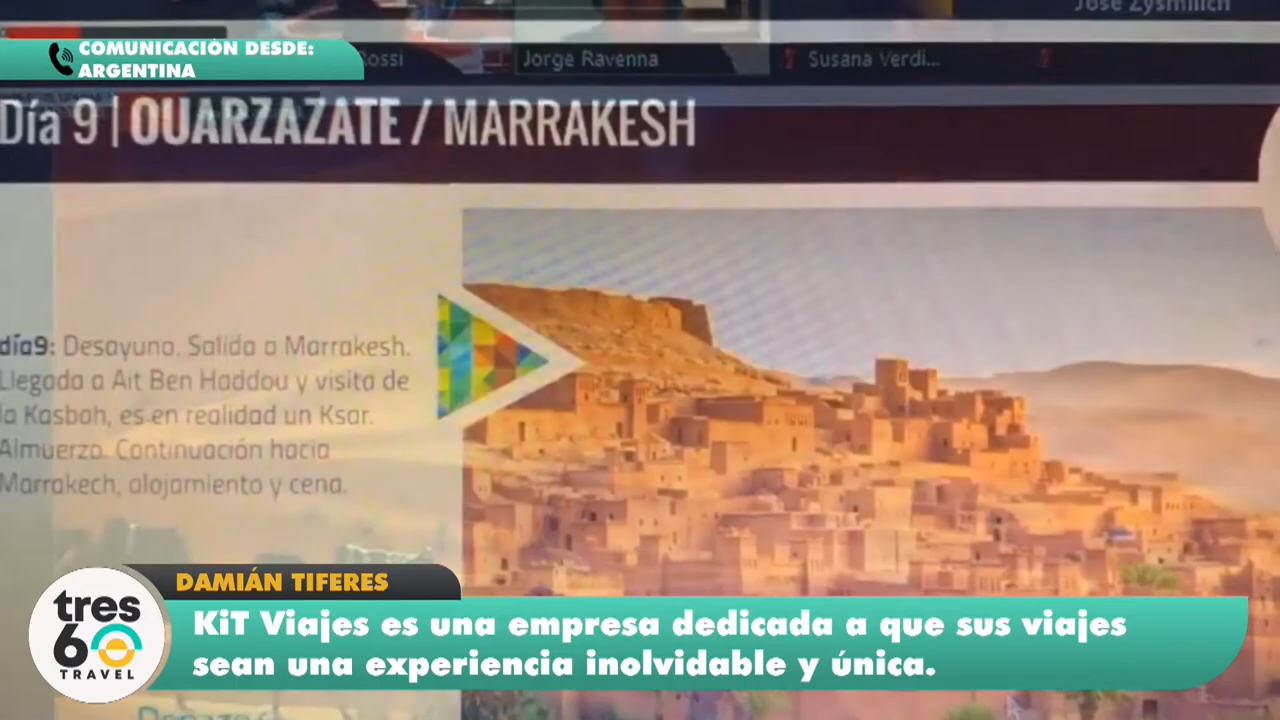 José Zysmilich
COMUNICACIÓN DESDE:
ARGENTINA
Rossi
Jorge Ravenna
Susana Verdi...
Día 9 | OUARZAZATE / MARRAKESH
día9: Desayuno. Salida a Marrakesh.
Llegada a Ait Ben Haddou y visita de
la Kasbah, es en realidad un Ksar.
Almuerzo. Continuación hacia
Marrakech, alojamiento y cena.
DAMIÁN TIFERES
KiT Viajes es una empresa dedicada a que sus viajes
sean una experiencia inolvidable y única.
tres
60
TRAVEL